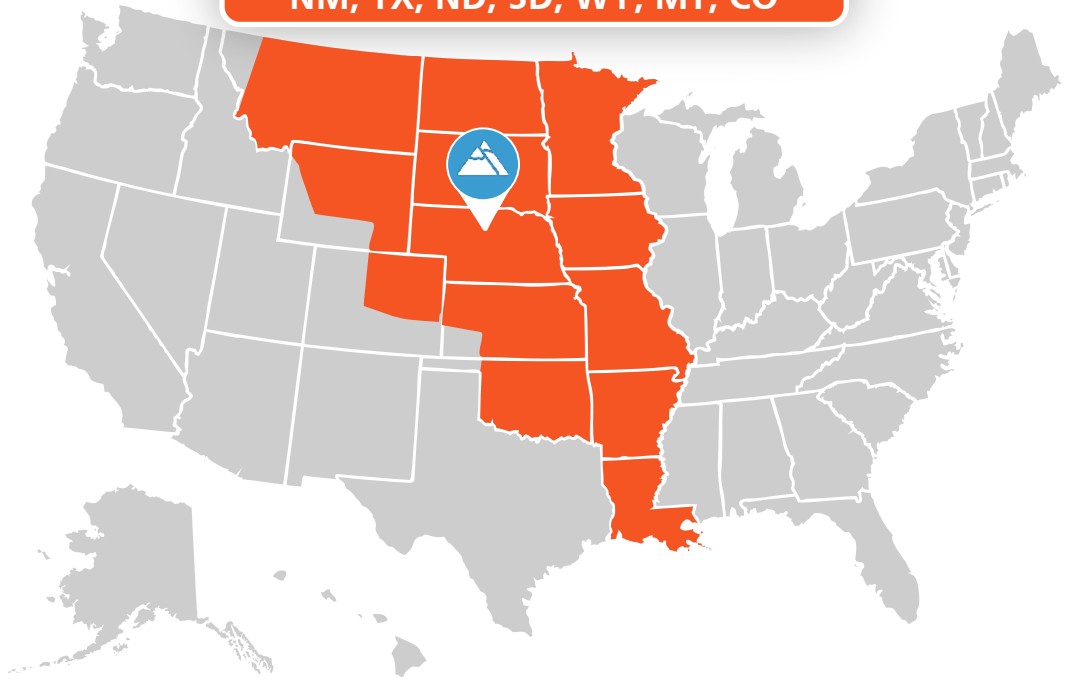 NM, TX, ND, SD, WY, MT, CO